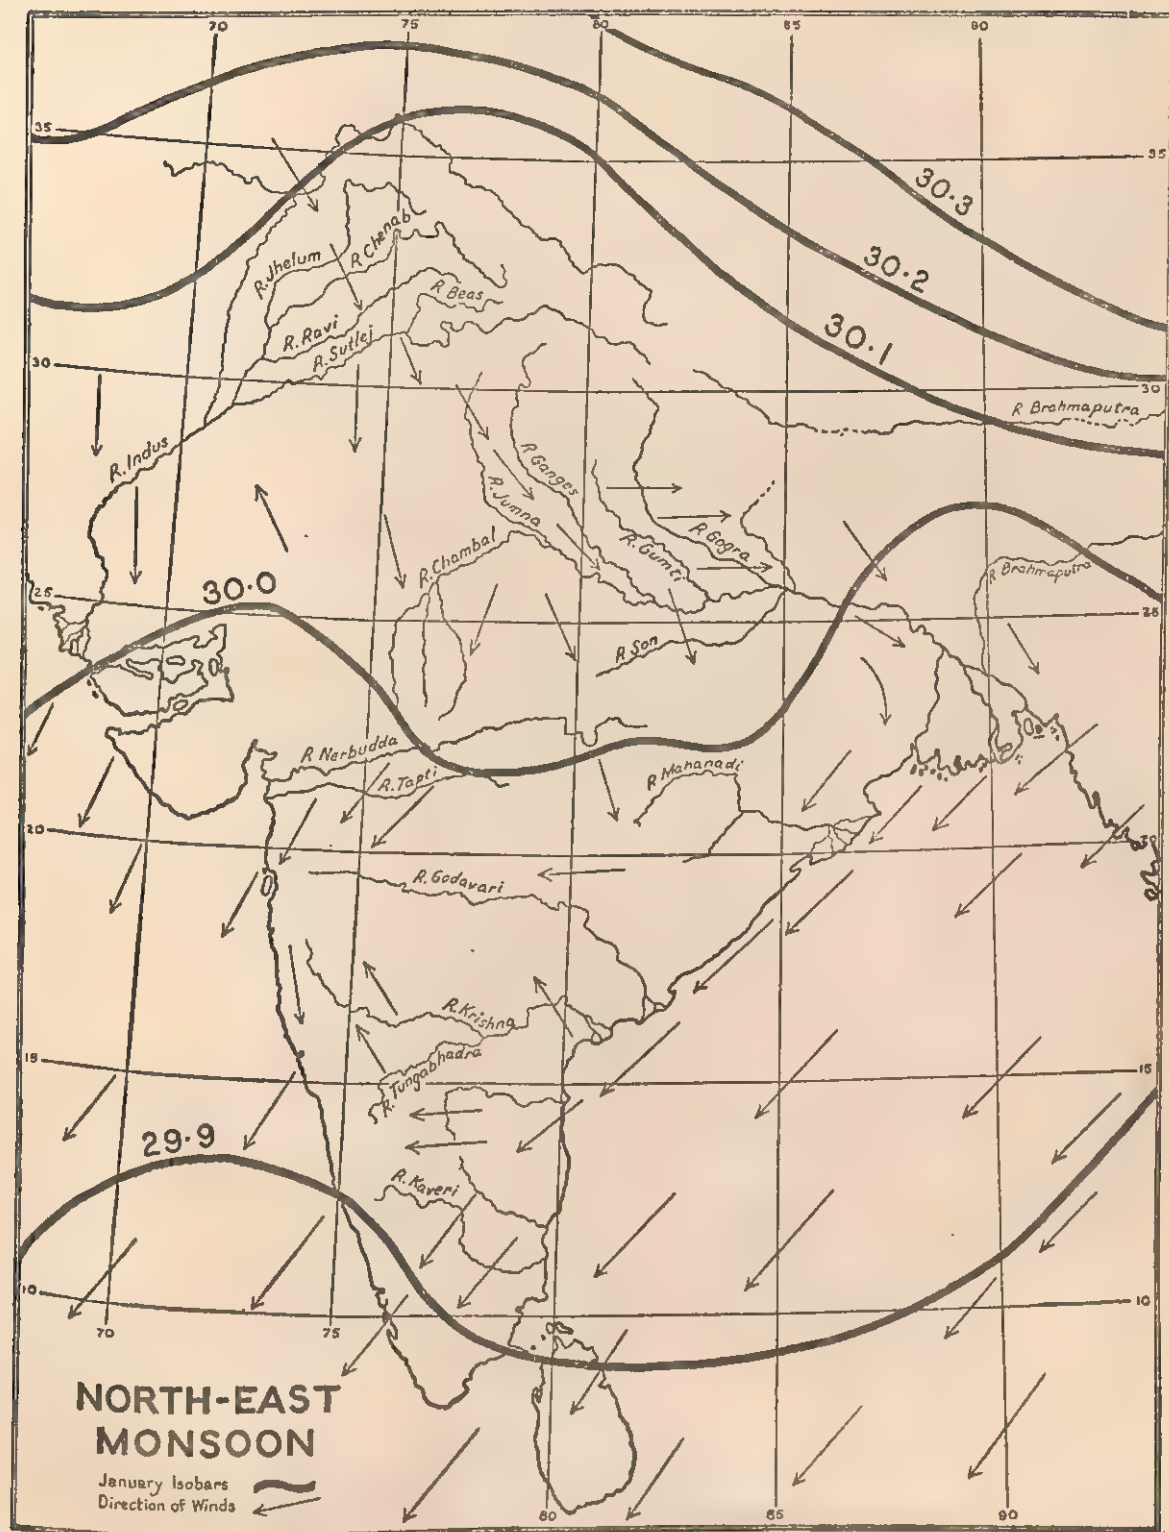 70 75 80 85 90
35 35
30.3
30.2
30.1
R. Jhelum
R Chenab
R Beas
R. Ravi
R. Sutlej
30 30
R Brahmaputra
R. Indus
R Ganges
R. Jumna
R. Gogra
R. Gumti
R. Chambal
R Brahmaputra
30.0
25 25
R. Son
R Narbudda
R. Tapti
R Mahanadi
20 20
R. Godavari
R. Krishna
R. Tungabhadra
15 15
29.9
R. Kaveri
10 10
70 75
NORTH-EAST
MONSOON
January Isobars
Direction of Winds
80 85 90